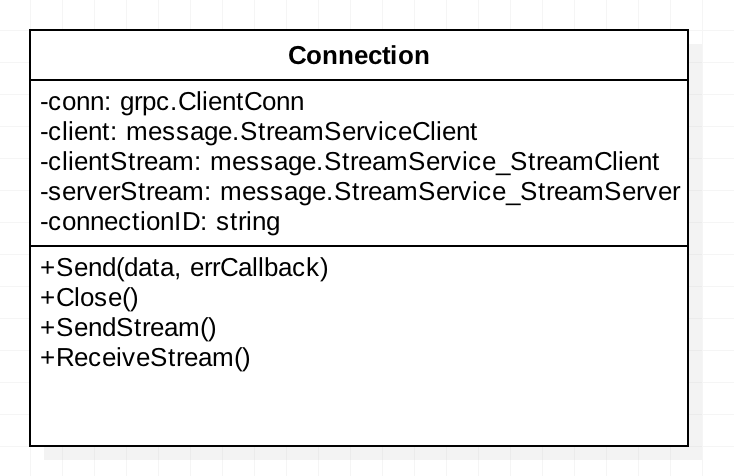 Connection
-conn: grpc.ClientConn
-client: message.StreamServiceClient
-clientStream: message.StreamService_StreamClient
-serverStream: message.StreamService_StreamServer
-connectionID: string
+Send(data, errCallback)
+Close()
+SendStream()
+ReceiveStream()